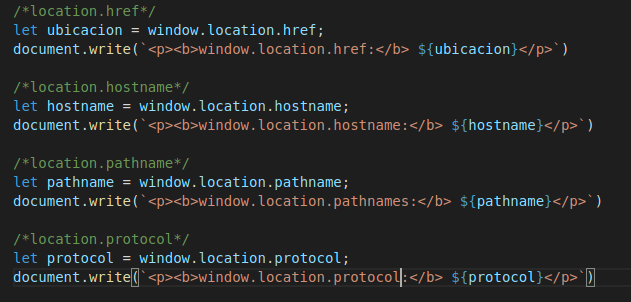 /*location.href*/
let ubicacion = window.location.href;
document.write(`<p><b>window.location.href:</b> ${ubicacion}</p>`)
/*location.hostname*/
let hostname = window.location.hostname;
document.write(`<p><b>window.location.hostname:</b> ${hostname}</p>`)
/*location.pathname*/
let pathname = window.location.pathname;
document.write(`<p><b>window.location.pathnames:</b> ${pathname}</p>`)
/*location.protocol*/
let protocol = window.location.protocol;
document.write(`<p><b>window.location.protocol:</b> ${protocol}</p>`)